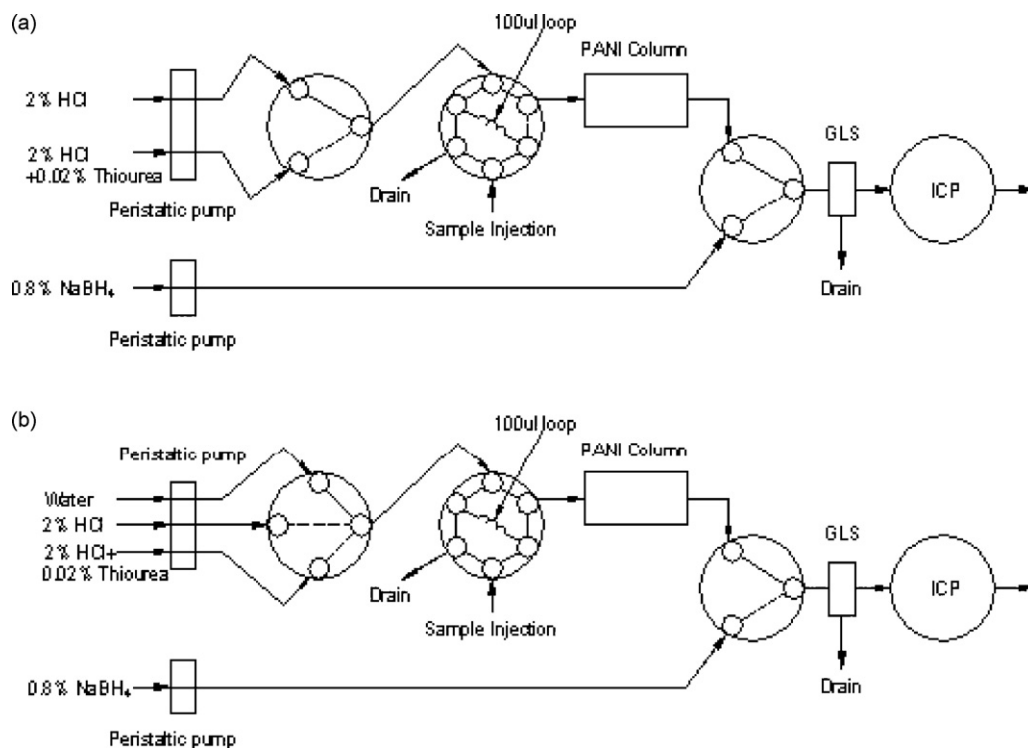 (a)
100ul loop
PANI Column
2% HCl
GLS
2% HCl
+0.02% Thiourea
Drain
ICP
Peristaltic pump
Sample Injection
0.8% NaBH₄
Drain
Peristaltic pump
(b)
100ul loop
Peristaltic pump
PANI Column
Water
2% HCl
GLS
2% HCl+
0.02% Thiourea
Drain
ICP
Sample Injection
0.8% NaBH₄
Drain
Peristaltic pump